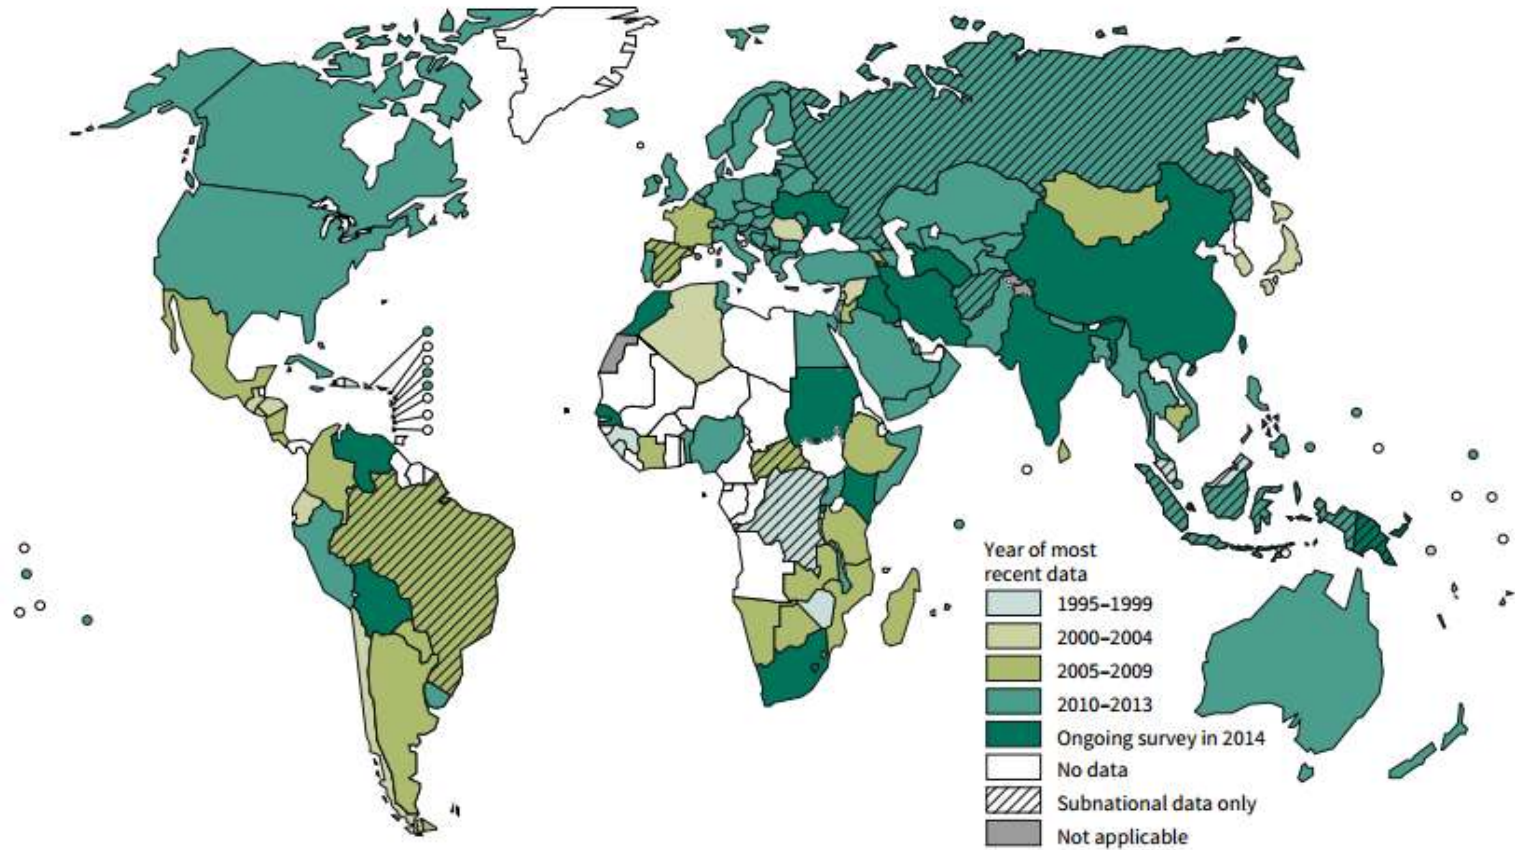 Year of most
recent data
1995–1999
2000–2004
2005–2009
2010–2013
Ongoing survey in 2014
No data
Subnational data only
Not applicable